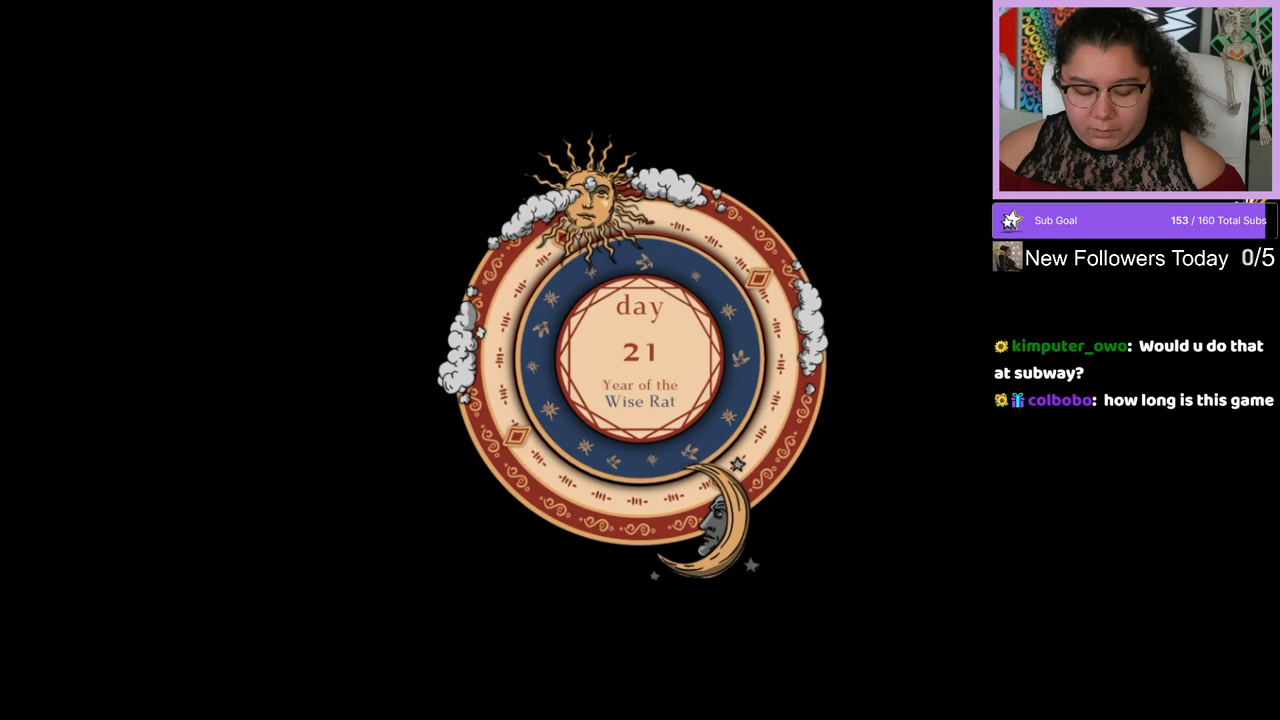 day
21
Year of the
Wise Rat
Sub Goal 153 / 160 Total Subs
New Followers Today 0/5
kimputer_owo: Would u do that
at subway?
colbobo: how long is this game